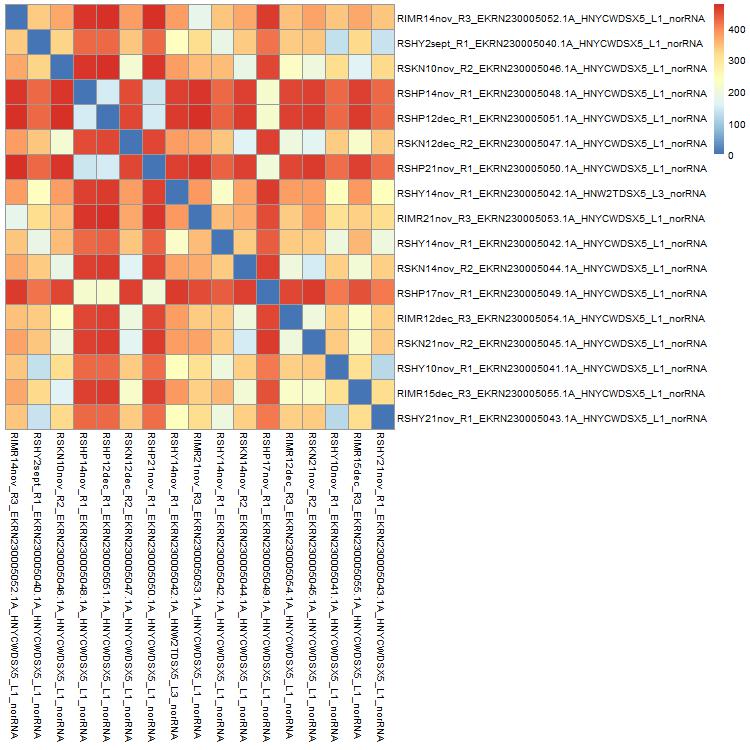 RIMR14nov_R3_EKRN230005052.1A_HNYCWDSX5_L1_norRNA
RSHY2sept_R1_EKRN230005040.1A_HNYCWDSX5_L1_norRNA
RSKN10nov_R2_EKRN230005046.1A_HNYCWDSX5_L1_norRNA
RSHP14nov_R1_EKRN230005048.1A_HNYCWDSX5_L1_norRNA
RSHP12dec_R1_EKRN230005051.1A_HNYCWDSX5_L1_norRNA
RSKN12dec_R2_EKRN230005047.1A_HNYCWDSX5_L1_norRNA
RSHP21nov_R1_EKRN230005050.1A_HNYCWDSX5_L1_norRNA
RSHY14nov_R1_EKRN230005042.1A_HNW2TDSX5_L3_norRNA
RIMR21nov_R3_EKRN230005053.1A_HNYCWDSX5_L1_norRNA
RSHY14nov_R1_EKRN230005042.1A_HNYCWDSX5_L1_norRNA
RSKN14nov_R2_EKRN230005044.1A_HNYCWDSX5_L1_norRNA
RSHP17nov_R1_EKRN230005049.1A_HNYCWDSX5_L1_norRNA
RIMR12dec_R3_EKRN230005054.1A_HNYCWDSX5_L1_norRNA
RSKN21nov_R2_EKRN230005045.1A_HNYCWDSX5_L1_norRNA
RSHY10nov_R1_EKRN230005041.1A_HNYCWDSX5_L1_norRNA
RIMR15dec_R3_EKRN230005055.1A_HNYCWDSX5_L1_norRNA
RSHY21nov_R1_EKRN230005043.1A_HNYCWDSX5_L1_norRNA
400
300
200
100
0
RIMR14nov_R3_EKRN230005052.1A_HNYCWDSX5_L1_norRNA
RSHY2sept_R1_EKRN230005040.1A_HNYCWDSX5_L1_norRNA
RSKN10nov_R2_EKRN230005046.1A_HNYCWDSX5_L1_norRNA
RSHP14nov_R1_EKRN230005048.1A_HNYCWDSX5_L1_norRNA
RSHP12dec_R1_EKRN230005051.1A_HNYCWDSX5_L1_norRNA
RSKN12dec_R2_EKRN230005047.1A_HNYCWDSX5_L1_norRNA
RSHP21nov_R1_EKRN230005050.1A_HNYCWDSX5_L1_norRNA
RSHY14nov_R1_EKRN230005042.1A_HNW2TDSX5_L3_norRNA
RIMR21nov_R3_EKRN230005053.1A_HNYCWDSX5_L1_norRNA
RSHY14nov_R1_EKRN230005042.1A_HNYCWDSX5_L1_norRNA
RSKN14nov_R2_EKRN230005044.1A_HNYCWDSX5_L1_norRNA
RSHP17nov_R1_EKRN230005049.1A_HNYCWDSX5_L1_norRNA
RIMR12dec_R3_EKRN230005054.1A_HNYCWDSX5_L1_norRNA
RSKN21nov_R2_EKRN230005045.1A_HNYCWDSX5_L1_norRNA
RSHY10nov_R1_EKRN230005041.1A_HNYCWDSX5_L1_norRNA
RIMR15dec_R3_EKRN230005055.1A_HNYCWDSX5_L1_norRNA
RSHY21nov_R1_EKRN230005043.1A_HNYCWDSX5_L1_norRNA